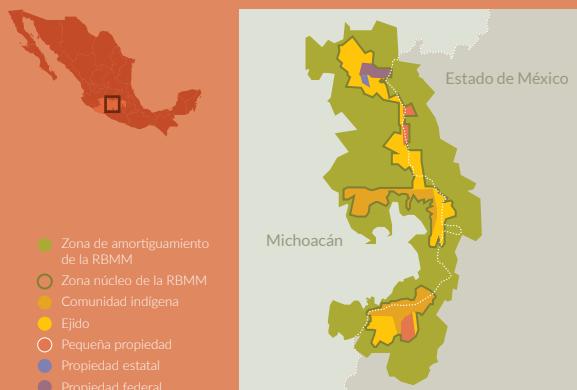 Estado de México
Michoacán
Zona de amortiguamiento
de la RBMM
Zona núcleo de la RBMM
Comunidad indígena
Ejido
Pequeña propiedad
Propiedad estatal
Propiedad federal